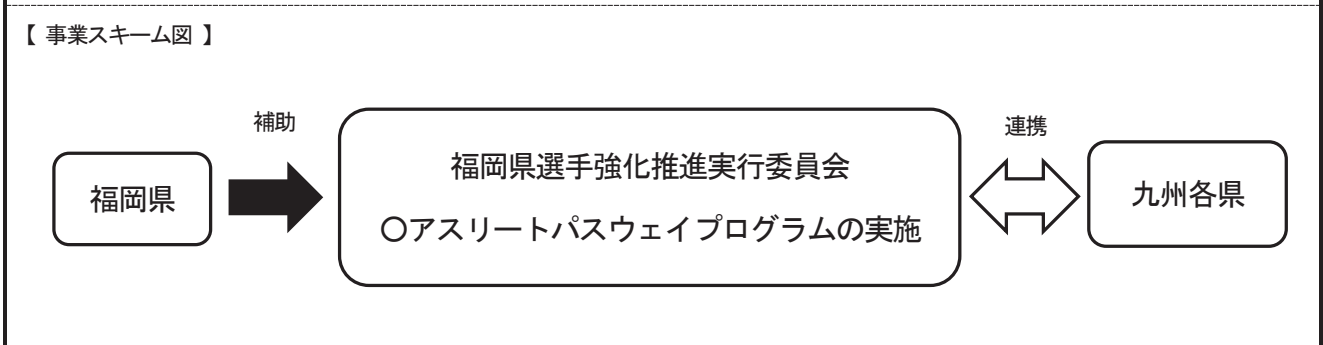 【 事業スキーム図 】
補助
連携
福岡県選手強化推進実行委員会
福岡県
九州各県
〇アスリートパスウェイプログラムの実施